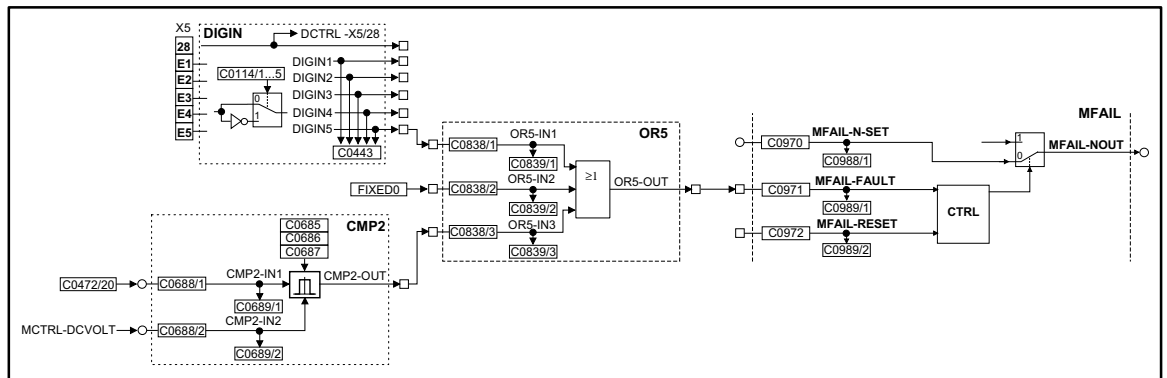 X5
DIGIN
DCTRL -X5/28
28
E1
E2
E3
E4
E5
C0114/1...5
0
1
DIGIN1
DIGIN2
DIGIN3
DIGIN4
DIGIN5
C0443
FIXED0
OR5
C0838/1
OR5-IN1
C0839/1
C0838/2
OR5-IN2
C0839/2
C0838/3
OR5-IN3
C0839/3
≥1
OR5-OUT
C0685
C0686
C0687
CMP2
C0472/20
C0688/1
CMP2-IN1
CMP2-OUT
C0689/1
MCTRL-DCVOLT
C0688/2
CMP2-IN2
C0689/2
MFAIL
C0970
MFAIL-N-SET
C0988/1
1
0
MFAIL-NOUT
C0971
MFAIL-FAULT
C0989/1
CTRL
C0972
MFAIL-RESET
C0989/2